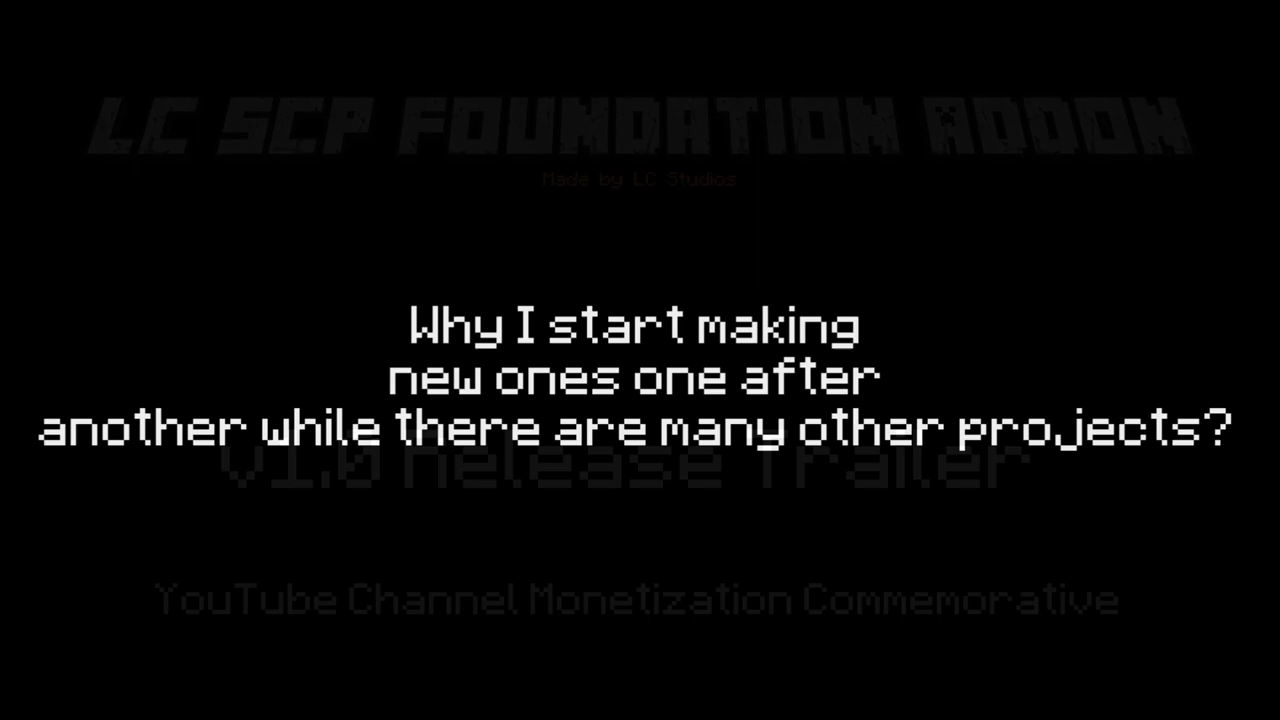 LC SCP FOUNDATION ADDON
Made by LC Studios
Why I start making
new ones one after
another while there are many other projects?
V1.0 Release Trailer
YouTube Channel Monetization Commemorative